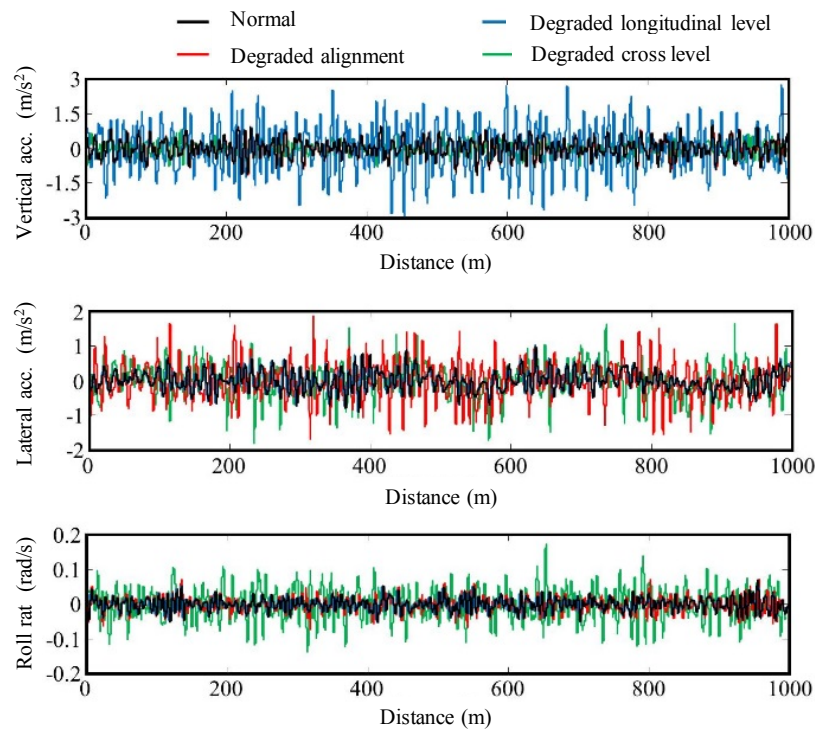 Normal
Degraded longitudinal level
Degraded alignment
Degraded cross level
Vertical acc. (m/s²)
3
1.5
0
-1.5
-3
0 200 400 600 800 1000
Distance (m)
Lateral acc. (m/s²)
2
1
0
-1
-2
0 200 400 600 800 1000
Distance (m)
Roll rat (rad/s)
0.2
0.1
0
-0.1
-0.2
0 200 400 600 800 1000
Distance (m)